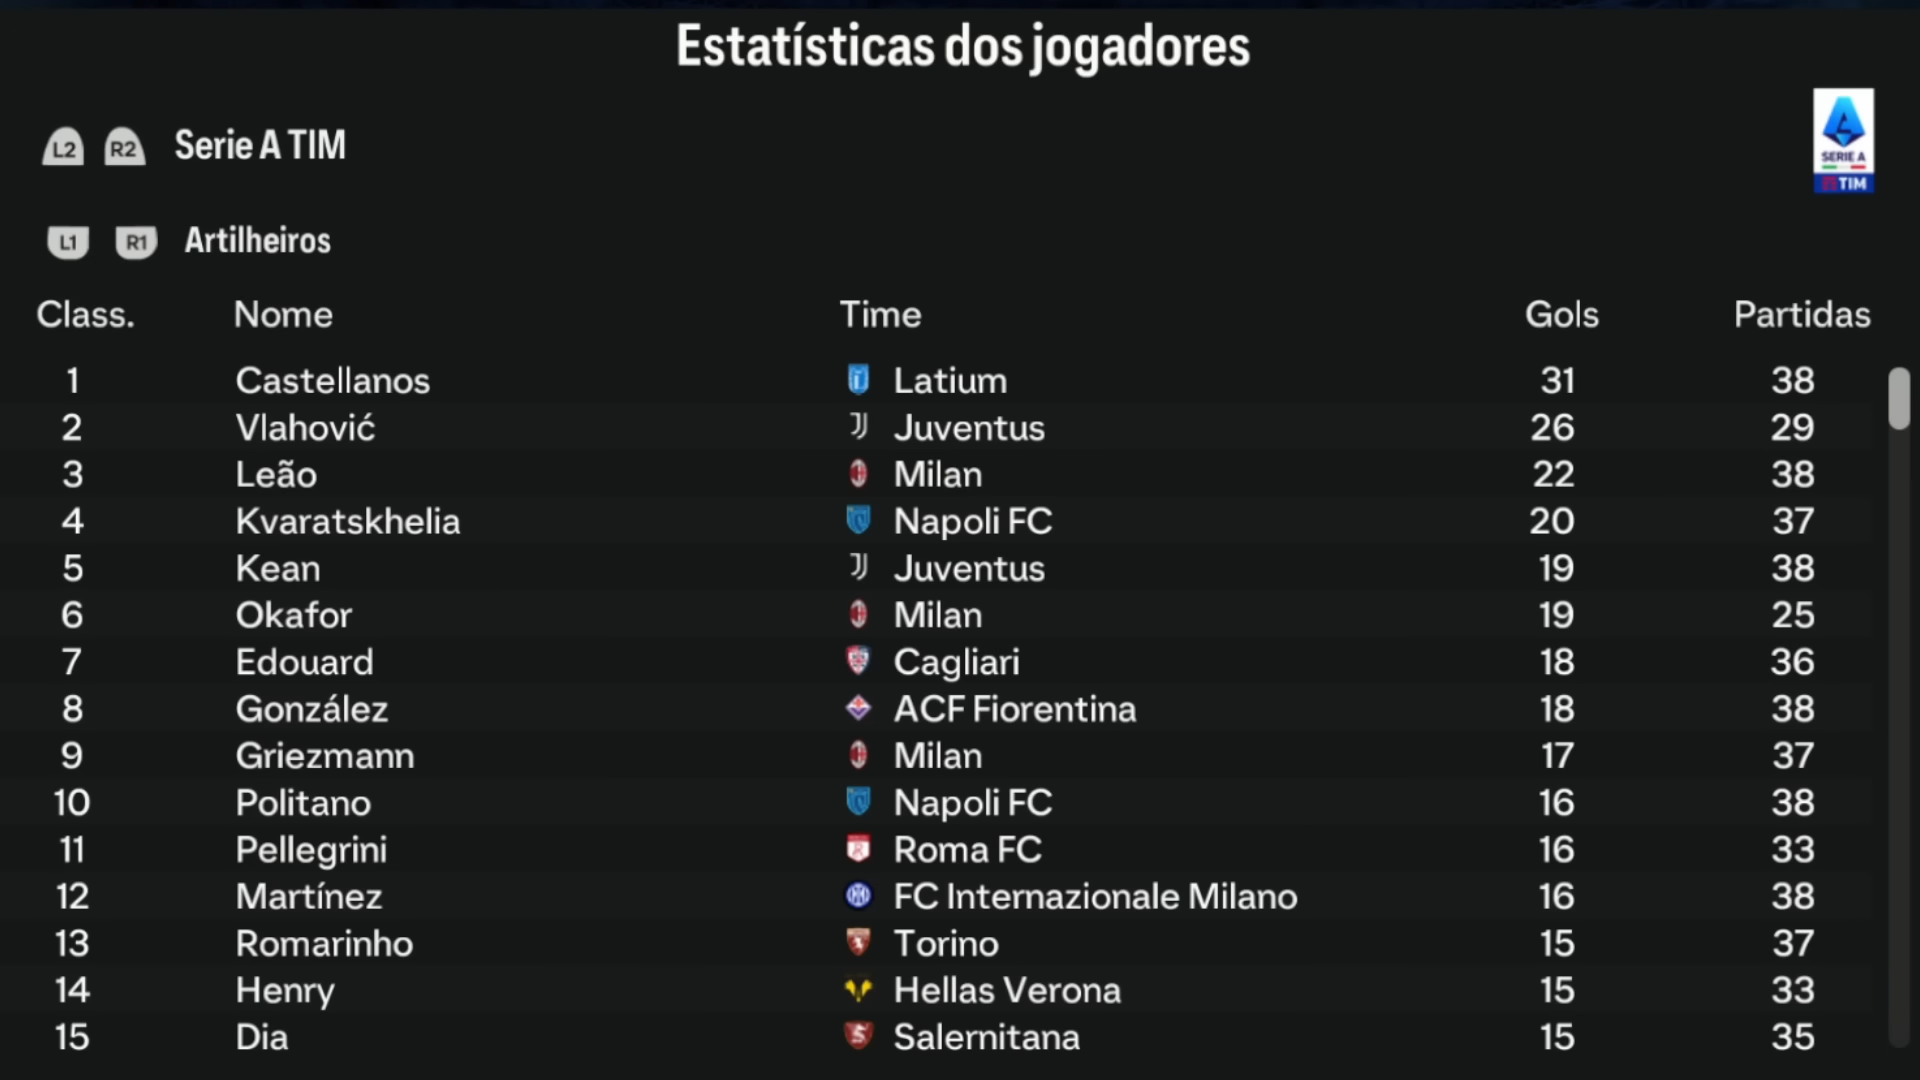 Estatísticas dos jogadores
L2 R2 Serie A TIM
SERIE A
TIM
L1 R1 Artilheiros
Class. Nome Time Gols Partidas
1 Castellanos Latium 31 38
2 Vlahović Juventus 26 29
3 Leão Milan 22 38
4 Kvaratskhelia Napoli FC 20 37
5 Kean Juventus 19 38
6 Okafor Milan 19 25
7 Edouard Cagliari 18 36
8 González ACF Fiorentina 18 38
9 Griezmann Milan 17 37
10 Politano Napoli FC 16 38
11 Pellegrini Roma FC 16 33
12 Martínez FC Internazionale Milano 16 38
13 Romarinho Torino 15 37
14 Henry Hellas Verona 15 33
15 Dia Salernitana 15 35